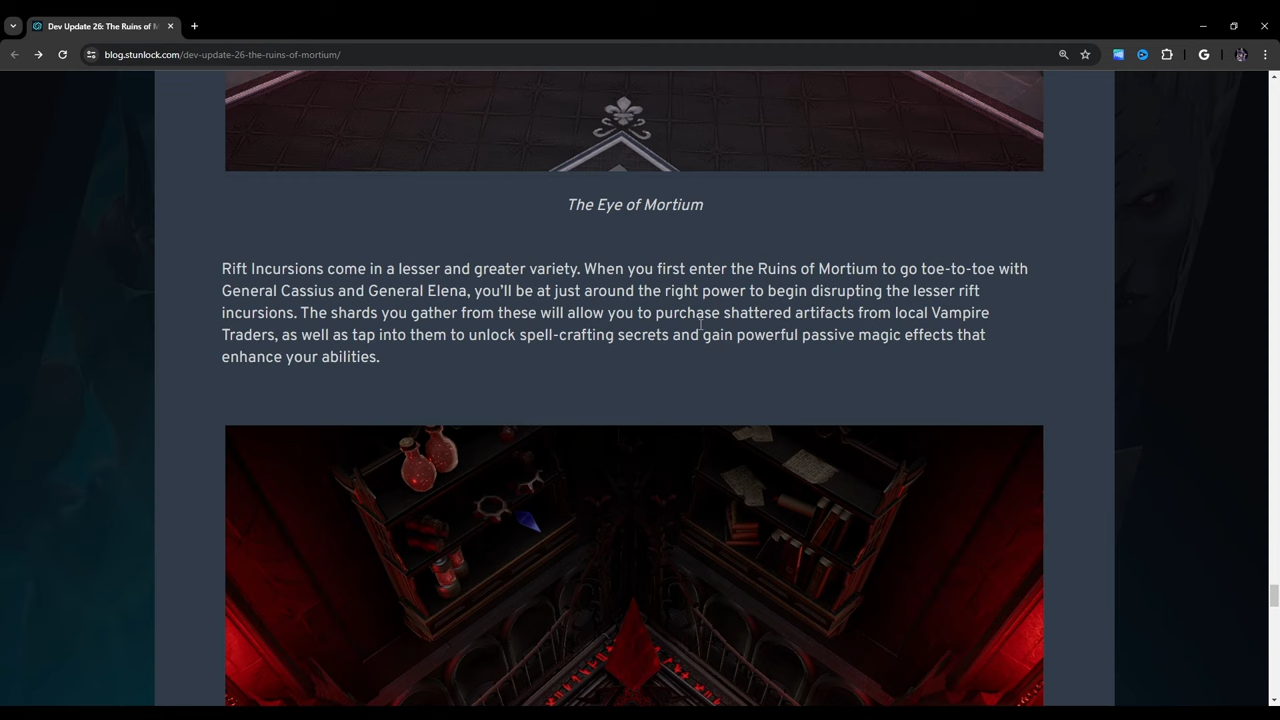 Dev Update 26: The Ruins of M
blog.stunlock.com/dev-update-26-the-ruins-of-mortium/
The Eye of Mortium
Rift Incursions come in a lesser and greater variety. When you first enter the Ruins of Mortium to go toe-to-toe with
General Cassius and General Elena, you’ll be at just around the right power to begin disrupting the lesser rift
incursions. The shards you gather from these will allow you to purchase shattered artifacts from local Vampire
Traders, as well as tap into them to unlock spell-crafting secrets and gain powerful passive magic effects that
enhance your abilities.